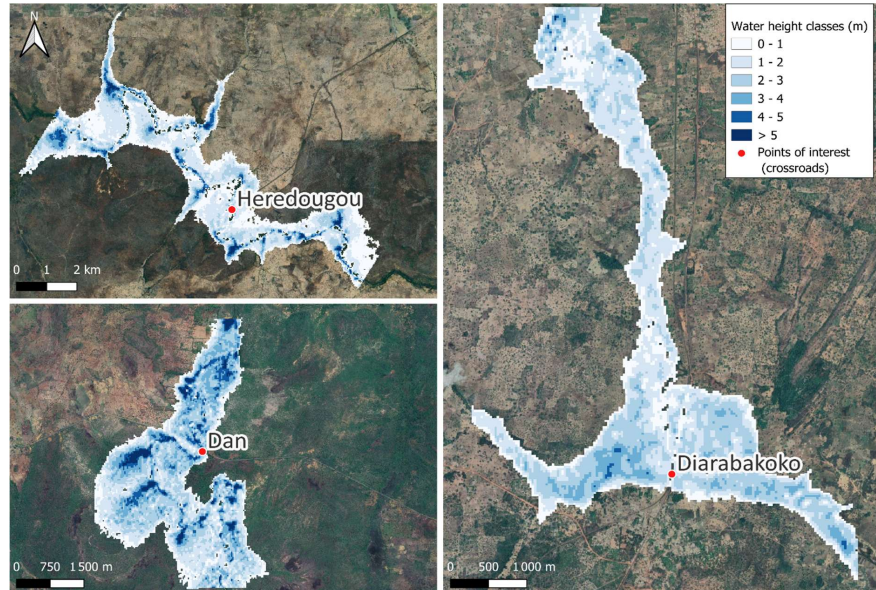 N
Heredougou
0 1 2 km
Dan
0 750 1 500 m
Water height classes (m)
0 - 1
1 - 2
2 - 3
3 - 4
4 - 5
> 5
Points of interest
(crossroads)
Diarabakoko
0 500 1 000 m